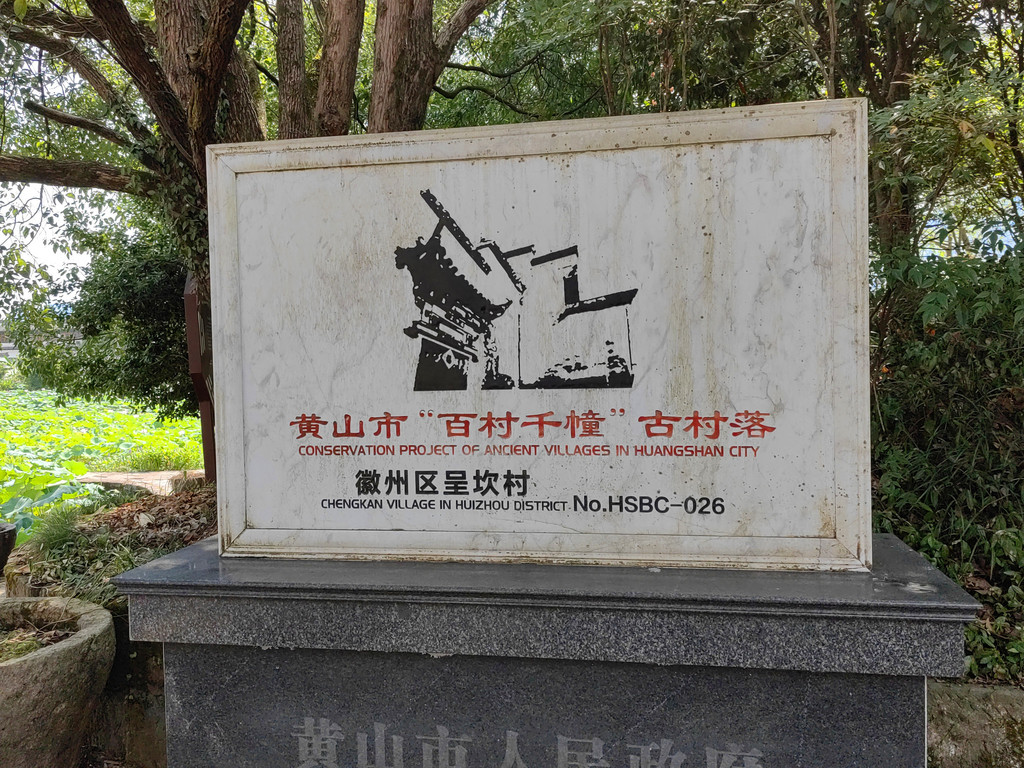 黄山市“百村千幢”古村落
CONSERVATION PROJECT OF ANCIENT VILLAGES IN HUANGSHAN CITY
徽州区呈坎村
CHENGKAN VILLAGE IN HUIZHOU DISTRICT No.HSBC-026
黄山市人民政府